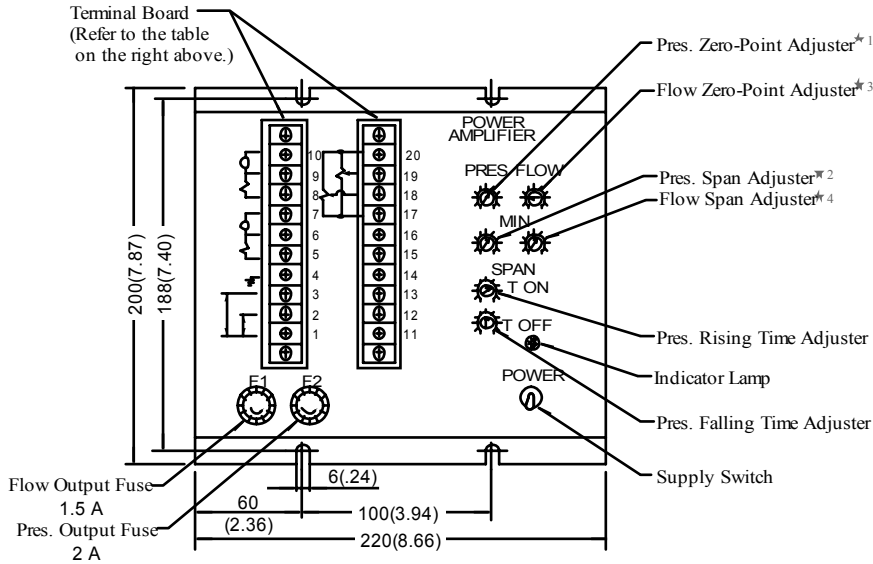 Terminal Board
(Refer to the table
on the right above.)
Pres. Zero-Point Adjuster★1
Flow Zero-Point Adjuster★3
POWER
AMPLIFIER
PRES FLOW
Pres. Span Adjuster★2
Flow Span Adjuster★4
MIN
SPAN
T ON
T OFF
Pres. Rising Time Adjuster
Indicator Lamp
POWER
Pres. Falling Time Adjuster
Supply Switch
10
9
8
7
6
5
4
3
2
1
20
19
18
17
16
15
14
13
12
11
200(7.87)
188(7.40)
F1
F2
Flow Output Fuse
1.5 A
Pres. Output Fuse
2 A
6(.24)
60
(2.36)
100(3.94)
220(8.66)